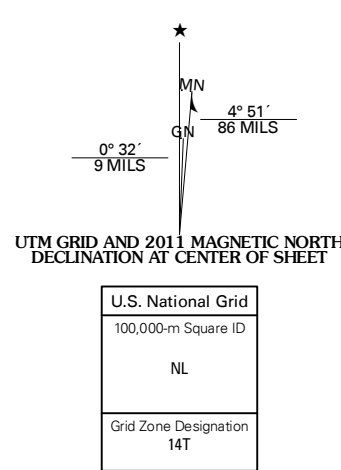 ★
MN
GN
4° 51´
86 MILS
0° 32´
9 MILS
UTM GRID AND 2011 MAGNETIC NORTH
DECLINATION AT CENTER OF SHEET
U.S. National Grid
100,000-m Square ID
NL
Grid Zone Designation
14T